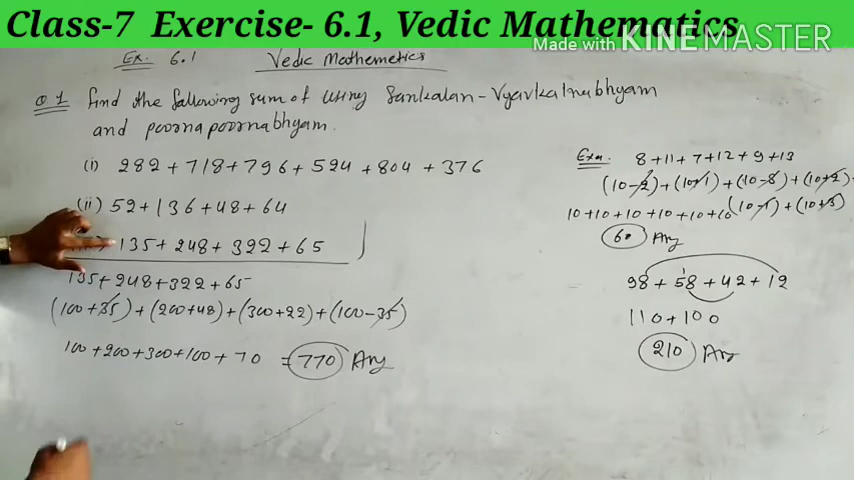 Class-7 Exercise- 6.1, Vedic Mathematics
Made with KINEMASTER
Ex. 6.1 Vedic Mathemetics
Q 1 find the following sum of using Sankalan-Vyavkalnabhyam
and poornapoornabhyam.
(i) 282+718+796+524+804+376
(ii) 52+136+48+64
135+248+322+65
135+248+322+65
(100+35)+(200+48)+(300+22)+(100-35)
100+200+300+100+70 =770 Ans
Exa. 8+11+7+12+9+13
(10-2)+(10+1)+(10-8)+(10+2)+
(10-1)+(10+3)
10+10+10+10+10+10
60 Ans
98+58+42+12
110+100
210 Ans